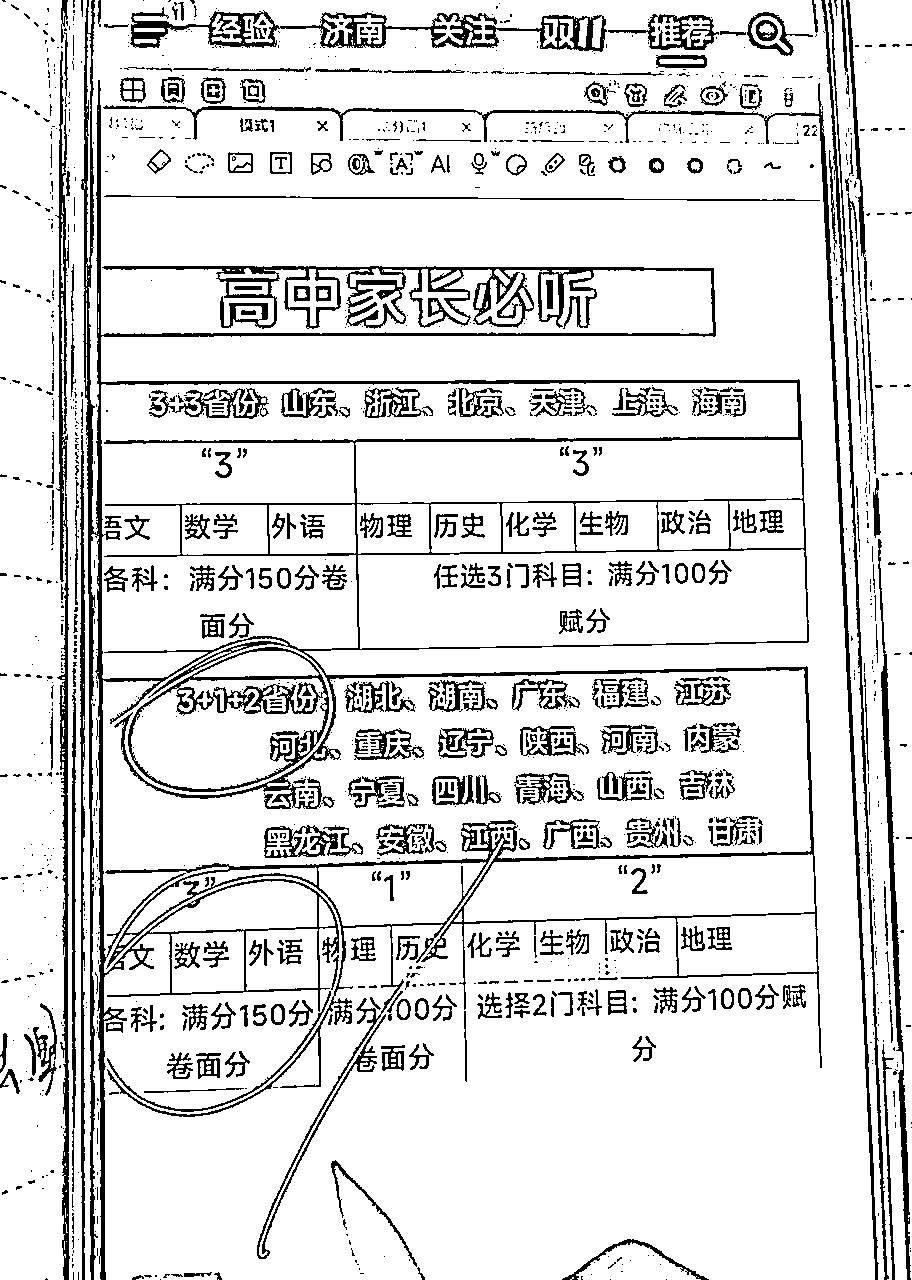 经验 济南 关注 双11 推荐
模式1
高中家长必听
3+3省份：山东、浙江、北京、天津、上海、海南
“3” “3”
语文 数学 外语 物理 历史 化学 生物 政治 地理
各科：满分150分卷 任选3门科目：满分100分
面分 赋分
3+1+2省份：湖北、湖南、广东、福建、江苏
河北、重庆、辽宁、陕西、河南、内蒙
云南、宁夏、四川、青海、山西、吉林
黑龙江、安徽、江西、广西、贵州、甘肃
“3” “1” “2”
语文 数学 外语 物理 历史 化学 生物 政治 地理
各科：满分150分 满分100分 选择2门科目：满分100分赋
卷面分 卷面分 分